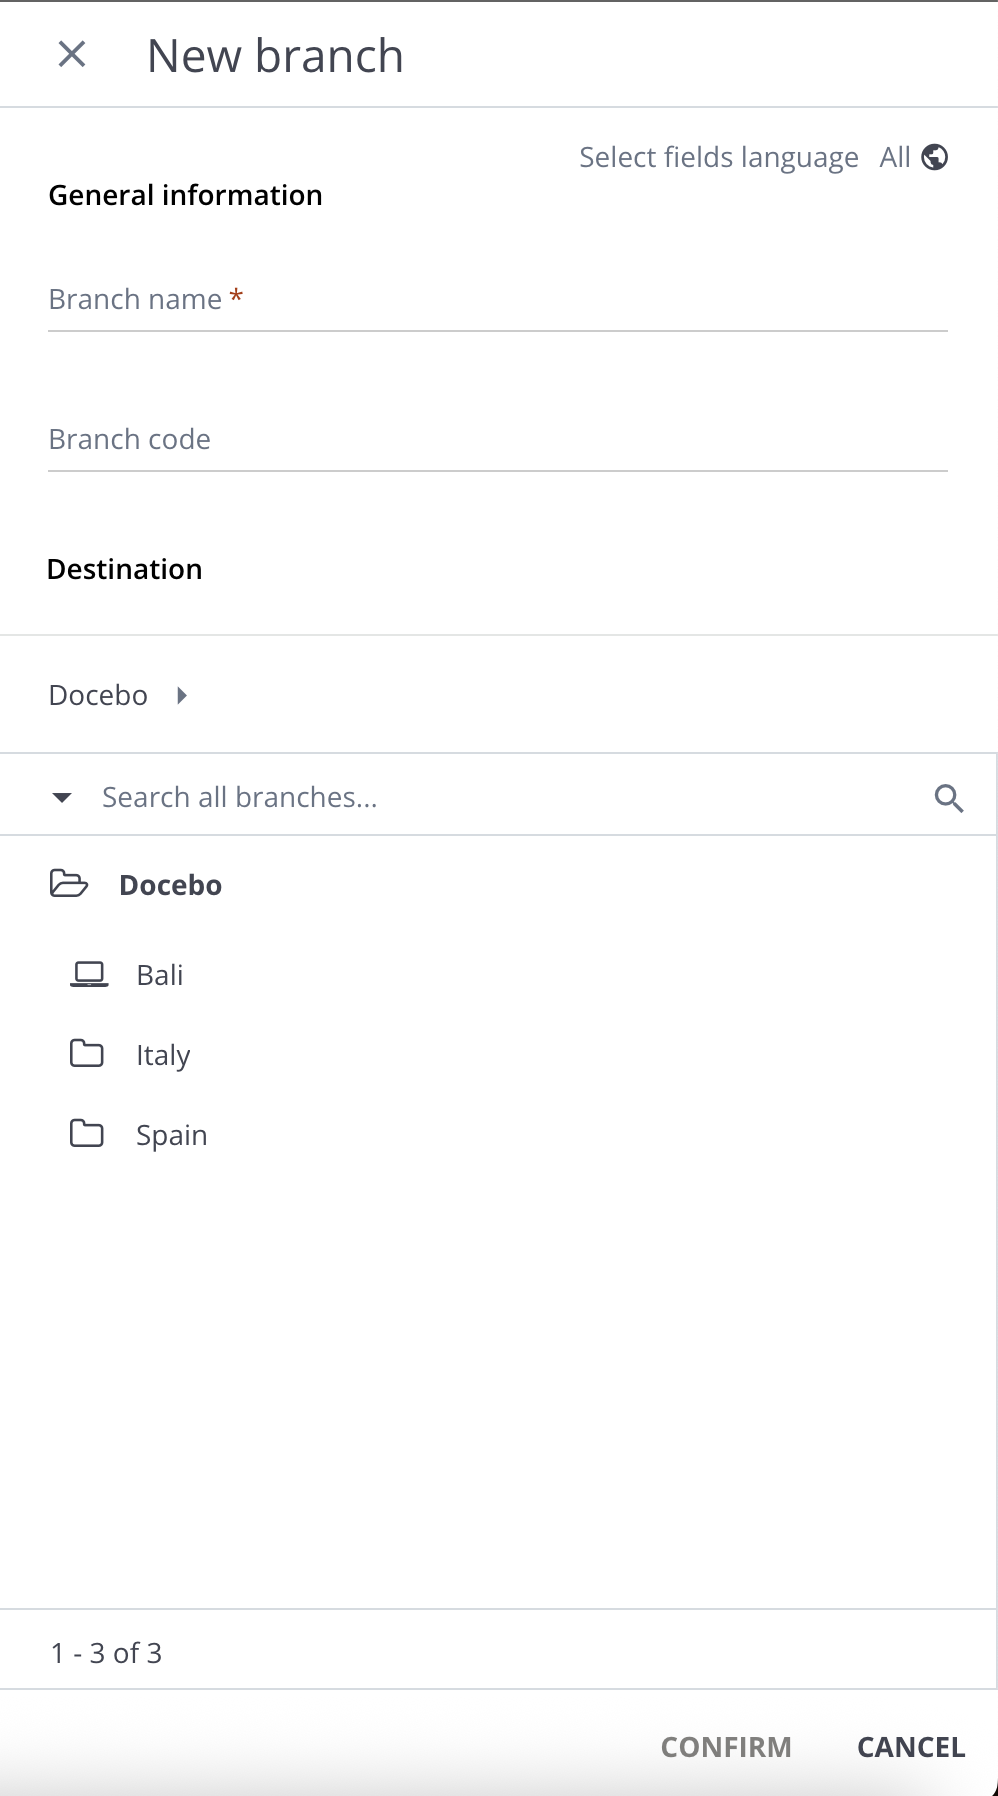 New branch
Select fields language All
General information
Branch name *
Branch code
Destination
Docebo
Search all branches...
Docebo
Bali
Italy
Spain
1 - 3 of 3
CONFIRM CANCEL